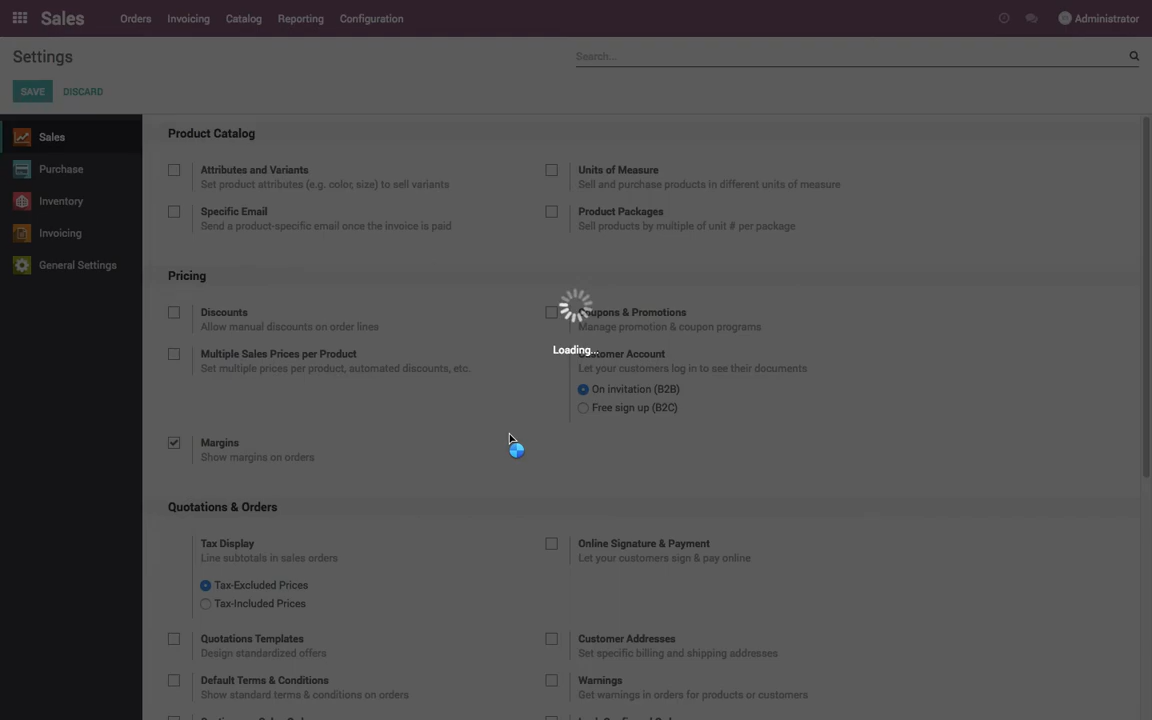 Sales
Orders
Invoicing
Catalog
Reporting
Configuration
Administrator
Settings
Search...
SAVE
DISCARD
Sales
Purchase
Inventory
Invoicing
General Settings
Product Catalog
Attributes and Variants
Set product attributes (e.g. color, size) to sell variants
Units of Measure
Sell and purchase products in different units of measure
Specific Email
Send a product-specific email once the invoice is paid
Product Packages
Sell products by multiple of unit # per package
Pricing
Discounts
Allow manual discounts on order lines
Coupons & Promotions
Manage promotion & coupon programs
Loading...
Multiple Sales Prices per Product
Set multiple prices per product, automated discounts, etc.
Customer Account
Let your customers log in to see their documents
On invitation (B2B)
Free sign up (B2C)
Margins
Show margins on orders
Quotations & Orders
Tax Display
Line subtotals in sales orders
Tax-Excluded Prices
Tax-Included Prices
Online Signature & Payment
Let your customers sign & pay online
Quotations Templates
Design standardized offers
Customer Addresses
Set specific billing and shipping addresses
Default Terms & Conditions
Show standard terms & conditions on orders
Warnings
Get warnings in orders for products or customers